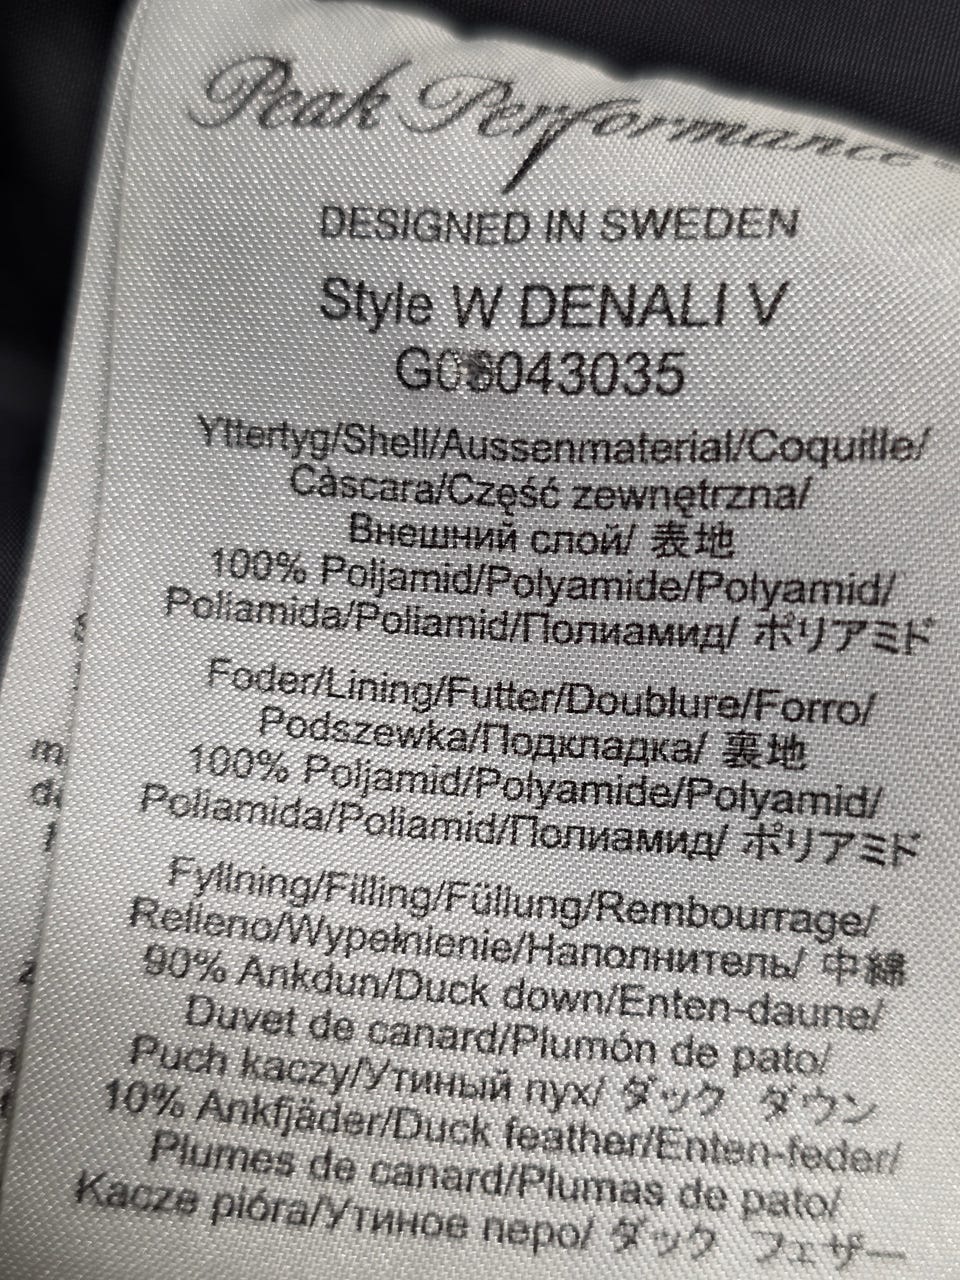 Peak Performance
DESIGNED IN SWEDEN
Style W DENALI V
G08043035
Yttertyg/Shell/Aussenmaterial/Coquille/
Càscara/Część zewnętrzna/
Внешний слой/ 表地
100% Poljamid/Polyamide/Polyamid/
Poliamida/Poliamid/Полиамид/ ポリアミド
Foder/Lining/Futter/Doublure/Forro/
Podszewka/Подкладка/ 裏地
100% Poljamid/Polyamide/Polyamid/
Poliamida/Poliamid/Полиамид/ ポリアミド
Fyllning/Filling/Füllung/Rembourrage/
Relleno/Wypełnienie/Наполнитель/ 中綿
90% Ankdun/Duck down/Enten-daune/
Duvet de canard/Plumón de pato/
Puch kaczy/Утиный пух/ ダック ダウン
10% Ankfjäder/Duck feather/Enten-feder/
Plumes de canard/Plumas de pato/
Kacze pióra/Утиное перо/ ダック フェザー